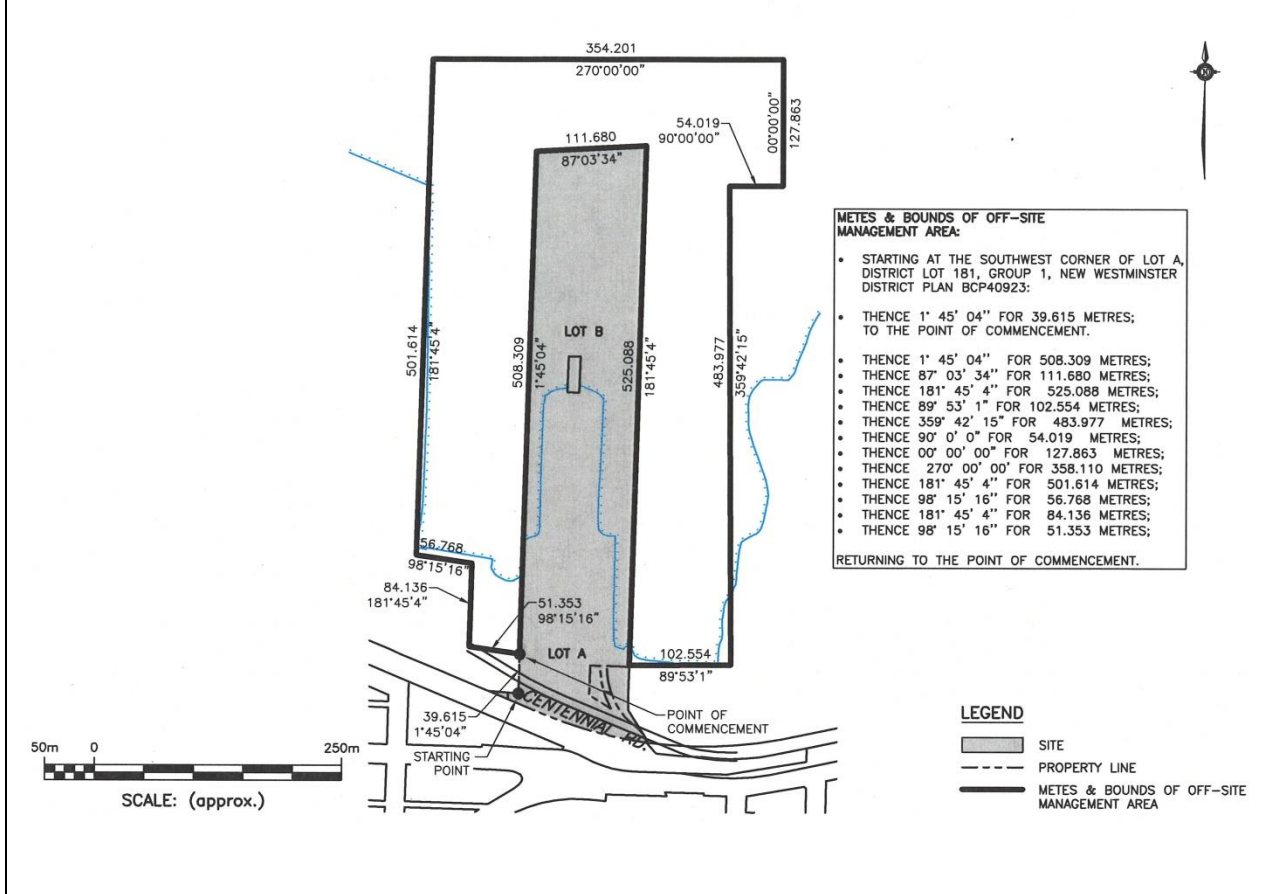 354.201
270°00'00"
00°00'00"
127.863
54.019
90°00'00"
111.680
87°03'34"
METES & BOUNDS OF OFF-SITE
MANAGEMENT AREA:
• STARTING AT THE SOUTHWEST CORNER OF LOT A,
DISTRICT LOT 181, GROUP 1, NEW WESTMINSTER
DISTRICT PLAN BCP40923:
• THENCE 1° 45' 04'' FOR 39.615 METRES;
TO THE POINT OF COMMENCEMENT.
• THENCE 1° 45' 04'' FOR 508.309 METRES;
• THENCE 87° 03' 34'' FOR 111.680 METRES;
• THENCE 181° 45' 4'' FOR 525.088 METRES;
• THENCE 89° 53' 1" FOR 102.554 METRES;
• THENCE 359° 42' 15'' FOR 483.977 METRES;
• THENCE 90° 0' 0" FOR 54.019 METRES;
• THENCE 00° 00' 00" FOR 127.863 METRES;
• THENCE 270° 00' 00' FOR 358.110 METRES;
• THENCE 181° 45' 4'' FOR 501.614 METRES;
• THENCE 98° 15' 16'' FOR 56.768 METRES;
• THENCE 181° 45' 4'' FOR 84.136 METRES;
• THENCE 98° 15' 16'' FOR 51.353 METRES;
RETURNING TO THE POINT OF COMMENCEMENT.
LOT B
501.614
181°45'4"
508.309
1°45'04"
525.088
181°45'4"
483.977
359°42'15"
56.768
98°15'16"
84.136
181°45'4"
51.353
98°15'16"
LOT A
102.554
89°53'1"
CENTENNIAL RD.
39.615
1°45'04"
POINT OF
COMMENCEMENT
STARTING
POINT
50m 0 250m
SCALE: (approx.)
LEGEND
SITE
PROPERTY LINE
METES & BOUNDS OF OFF-SITE
MANAGEMENT AREA